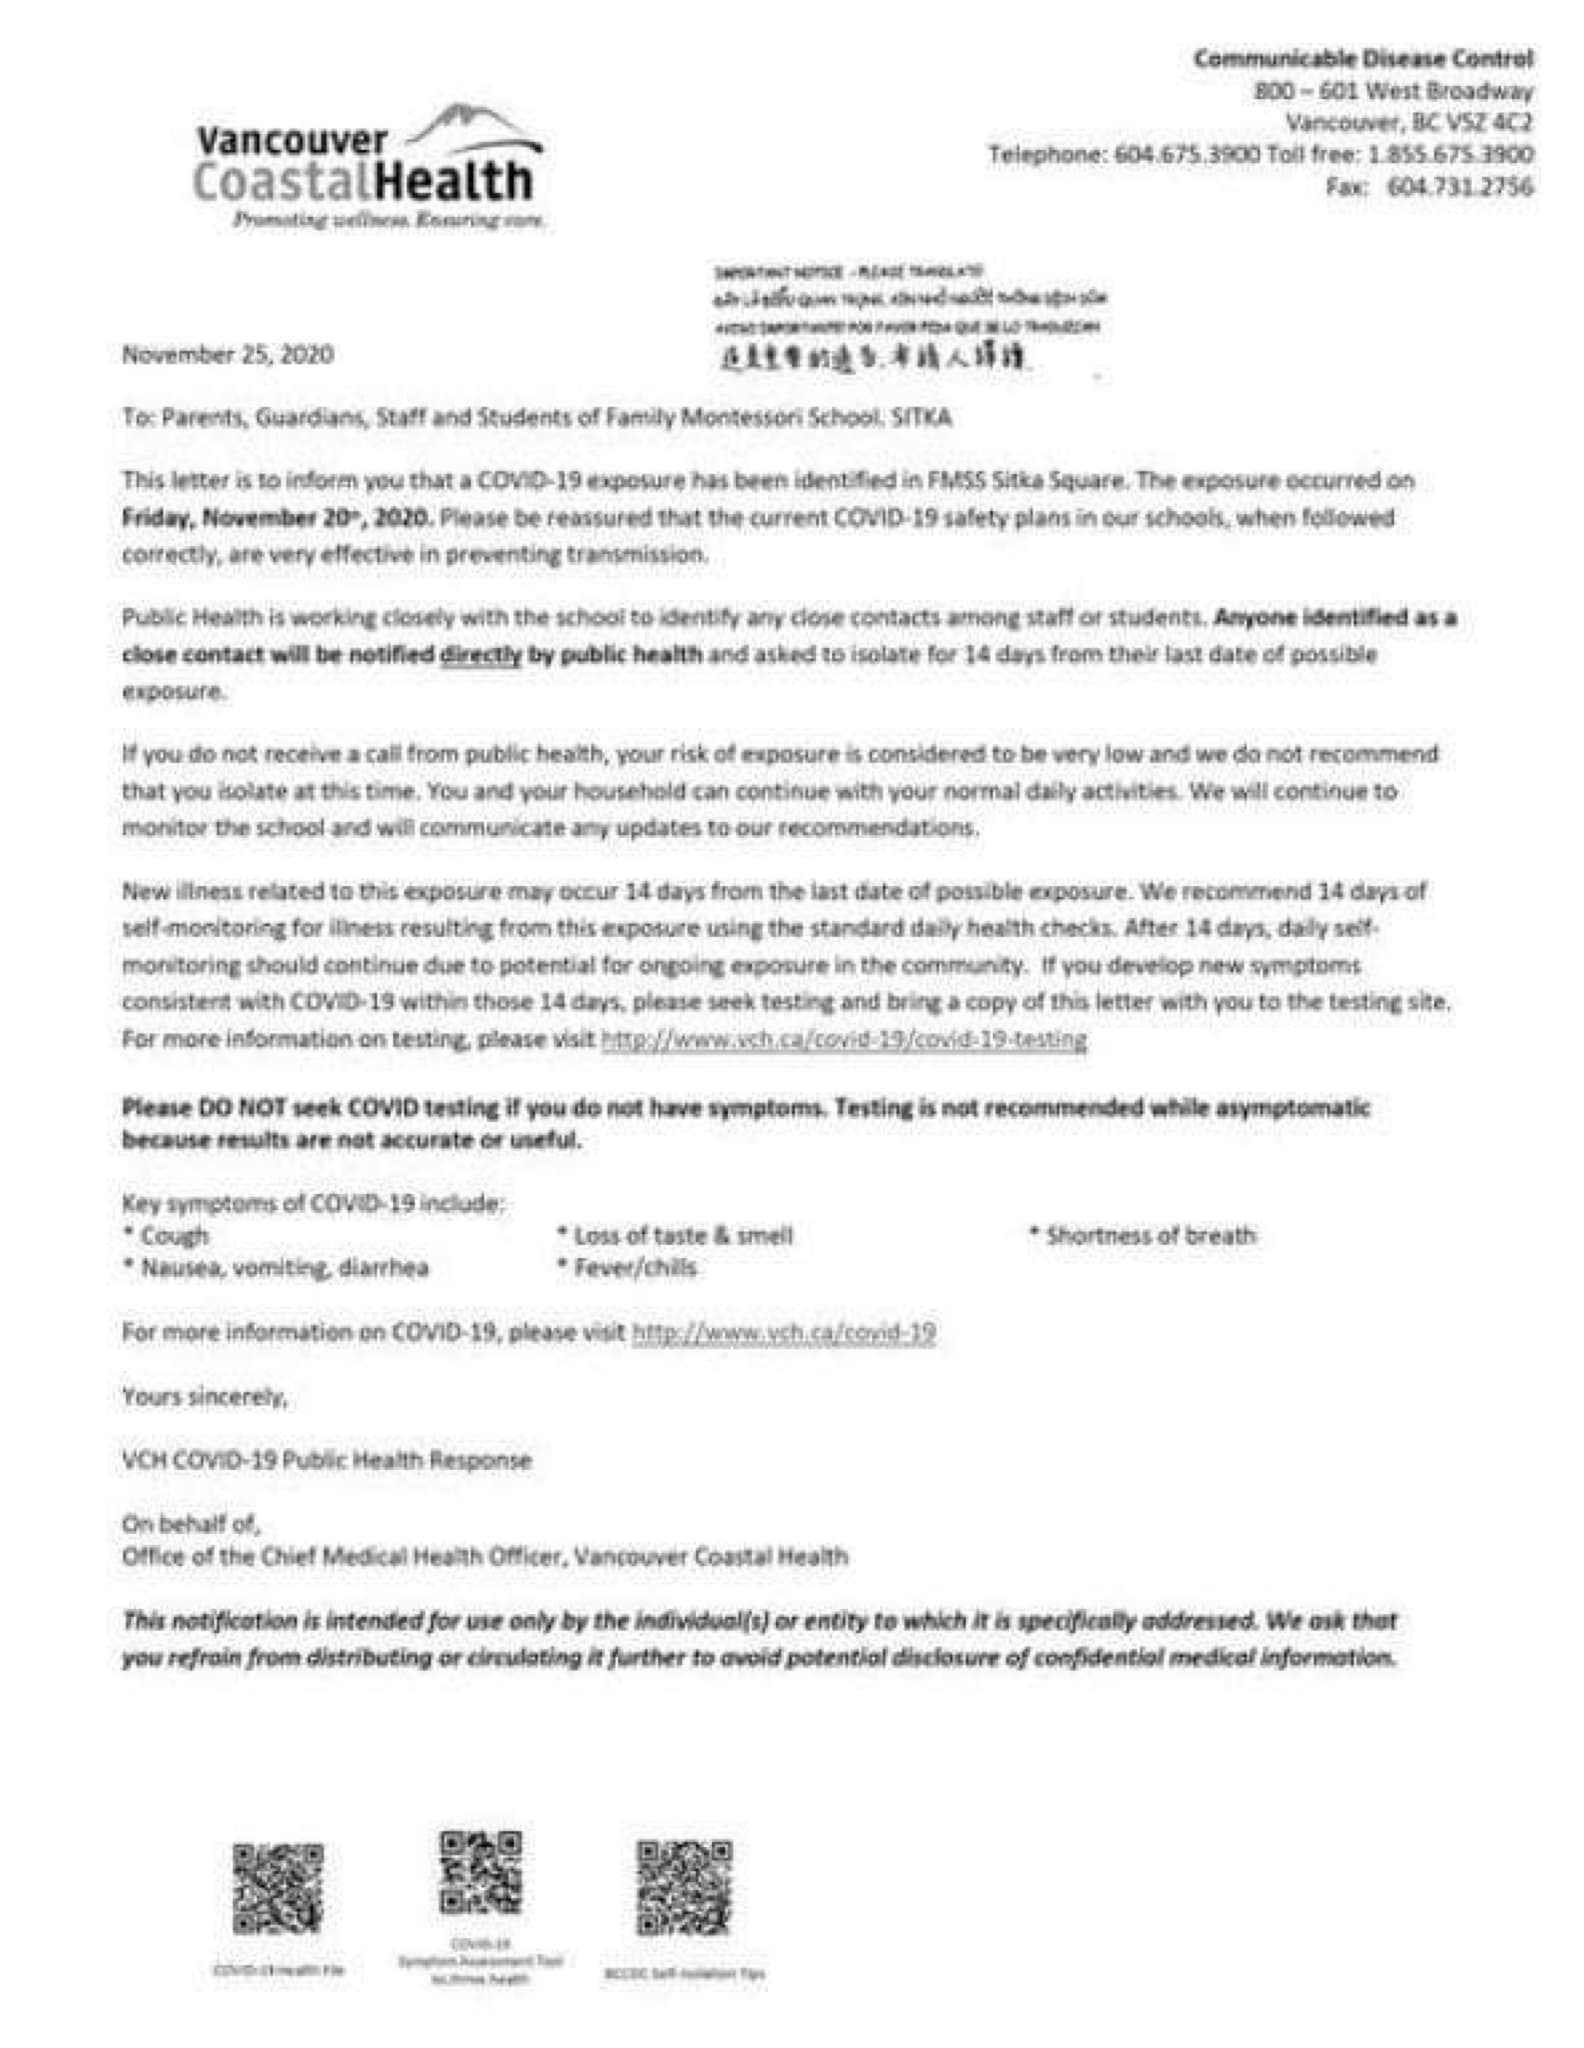 Communicable Disease Control
800 – 601 West Broadway
Vancouver, BC V5Z 4C2
Telephone: 604.675.3900 Toll free: 1.855.675.3900
Fax: 604.731.2756
Vancouver
CoastalHealth
Promoting wellness. Ensuring care.
IMPORTANT NOTICE - PLEASE TRANSLATE
QUAN TRỌNG,
AVISO IMPORTANTE! POR FAVOR PIDA QUE SE LO TRADUZCAN
November 25, 2020
To: Parents, Guardians, Staff and Students of Family Montessori School. SITKA
This letter is to inform you that a COVID-19 exposure has been identified in FMSS Sitka Square. The exposure occurred on
Friday, November 20ᵗʰ, 2020. Please be reassured that the current COVID-19 safety plans in our schools, when followed
correctly, are very effective in preventing transmission.
Public Health is working closely with the school to identify any close contacts among staff or students. Anyone identified as a
close contact will be notified directly by public health and asked to isolate for 14 days from their last date of possible
exposure.
If you do not receive a call from public health, your risk of exposure is considered to be very low and we do not recommend
that you isolate at this time. You and your household can continue with your normal daily activities. We will continue to
monitor the school and will communicate any updates to our recommendations.
New illness related to this exposure may occur 14 days from the last date of possible exposure. We recommend 14 days of
self-monitoring for illness resulting from this exposure using the standard daily health checks. After 14 days, daily self-
monitoring should continue due to potential for ongoing exposure in the community. If you develop new symptoms
consistent with COVID-19 within those 14 days, please seek testing and bring a copy of this letter with you to the testing site.
For more information on testing, please visit http://www.vch.ca/covid-19/covid-19-testing
Please DO NOT seek COVID testing if you do not have symptoms. Testing is not recommended while asymptomatic
because results are not accurate or useful.
Key symptoms of COVID-19 include:
* Cough * Loss of taste & smell * Shortness of breath
* Nausea, vomiting, diarrhea * Fever/chills
For more information on COVID-19, please visit http://www.vch.ca/covid-19
Yours sincerely,
VCH COVID-19 Public Health Response
On behalf of,
Office of the Chief Medical Health Officer, Vancouver Coastal Health
This notification is intended for use only by the individual(s) or entity to which it is specifically addressed. We ask that
you refrain from distributing or circulating it further to avoid potential disclosure of confidential medical information.
COVID-19 Health File
COVID-19
Symptom Assessment Tool
bc.thrive.health
BCCDC Self-Isolation Tips